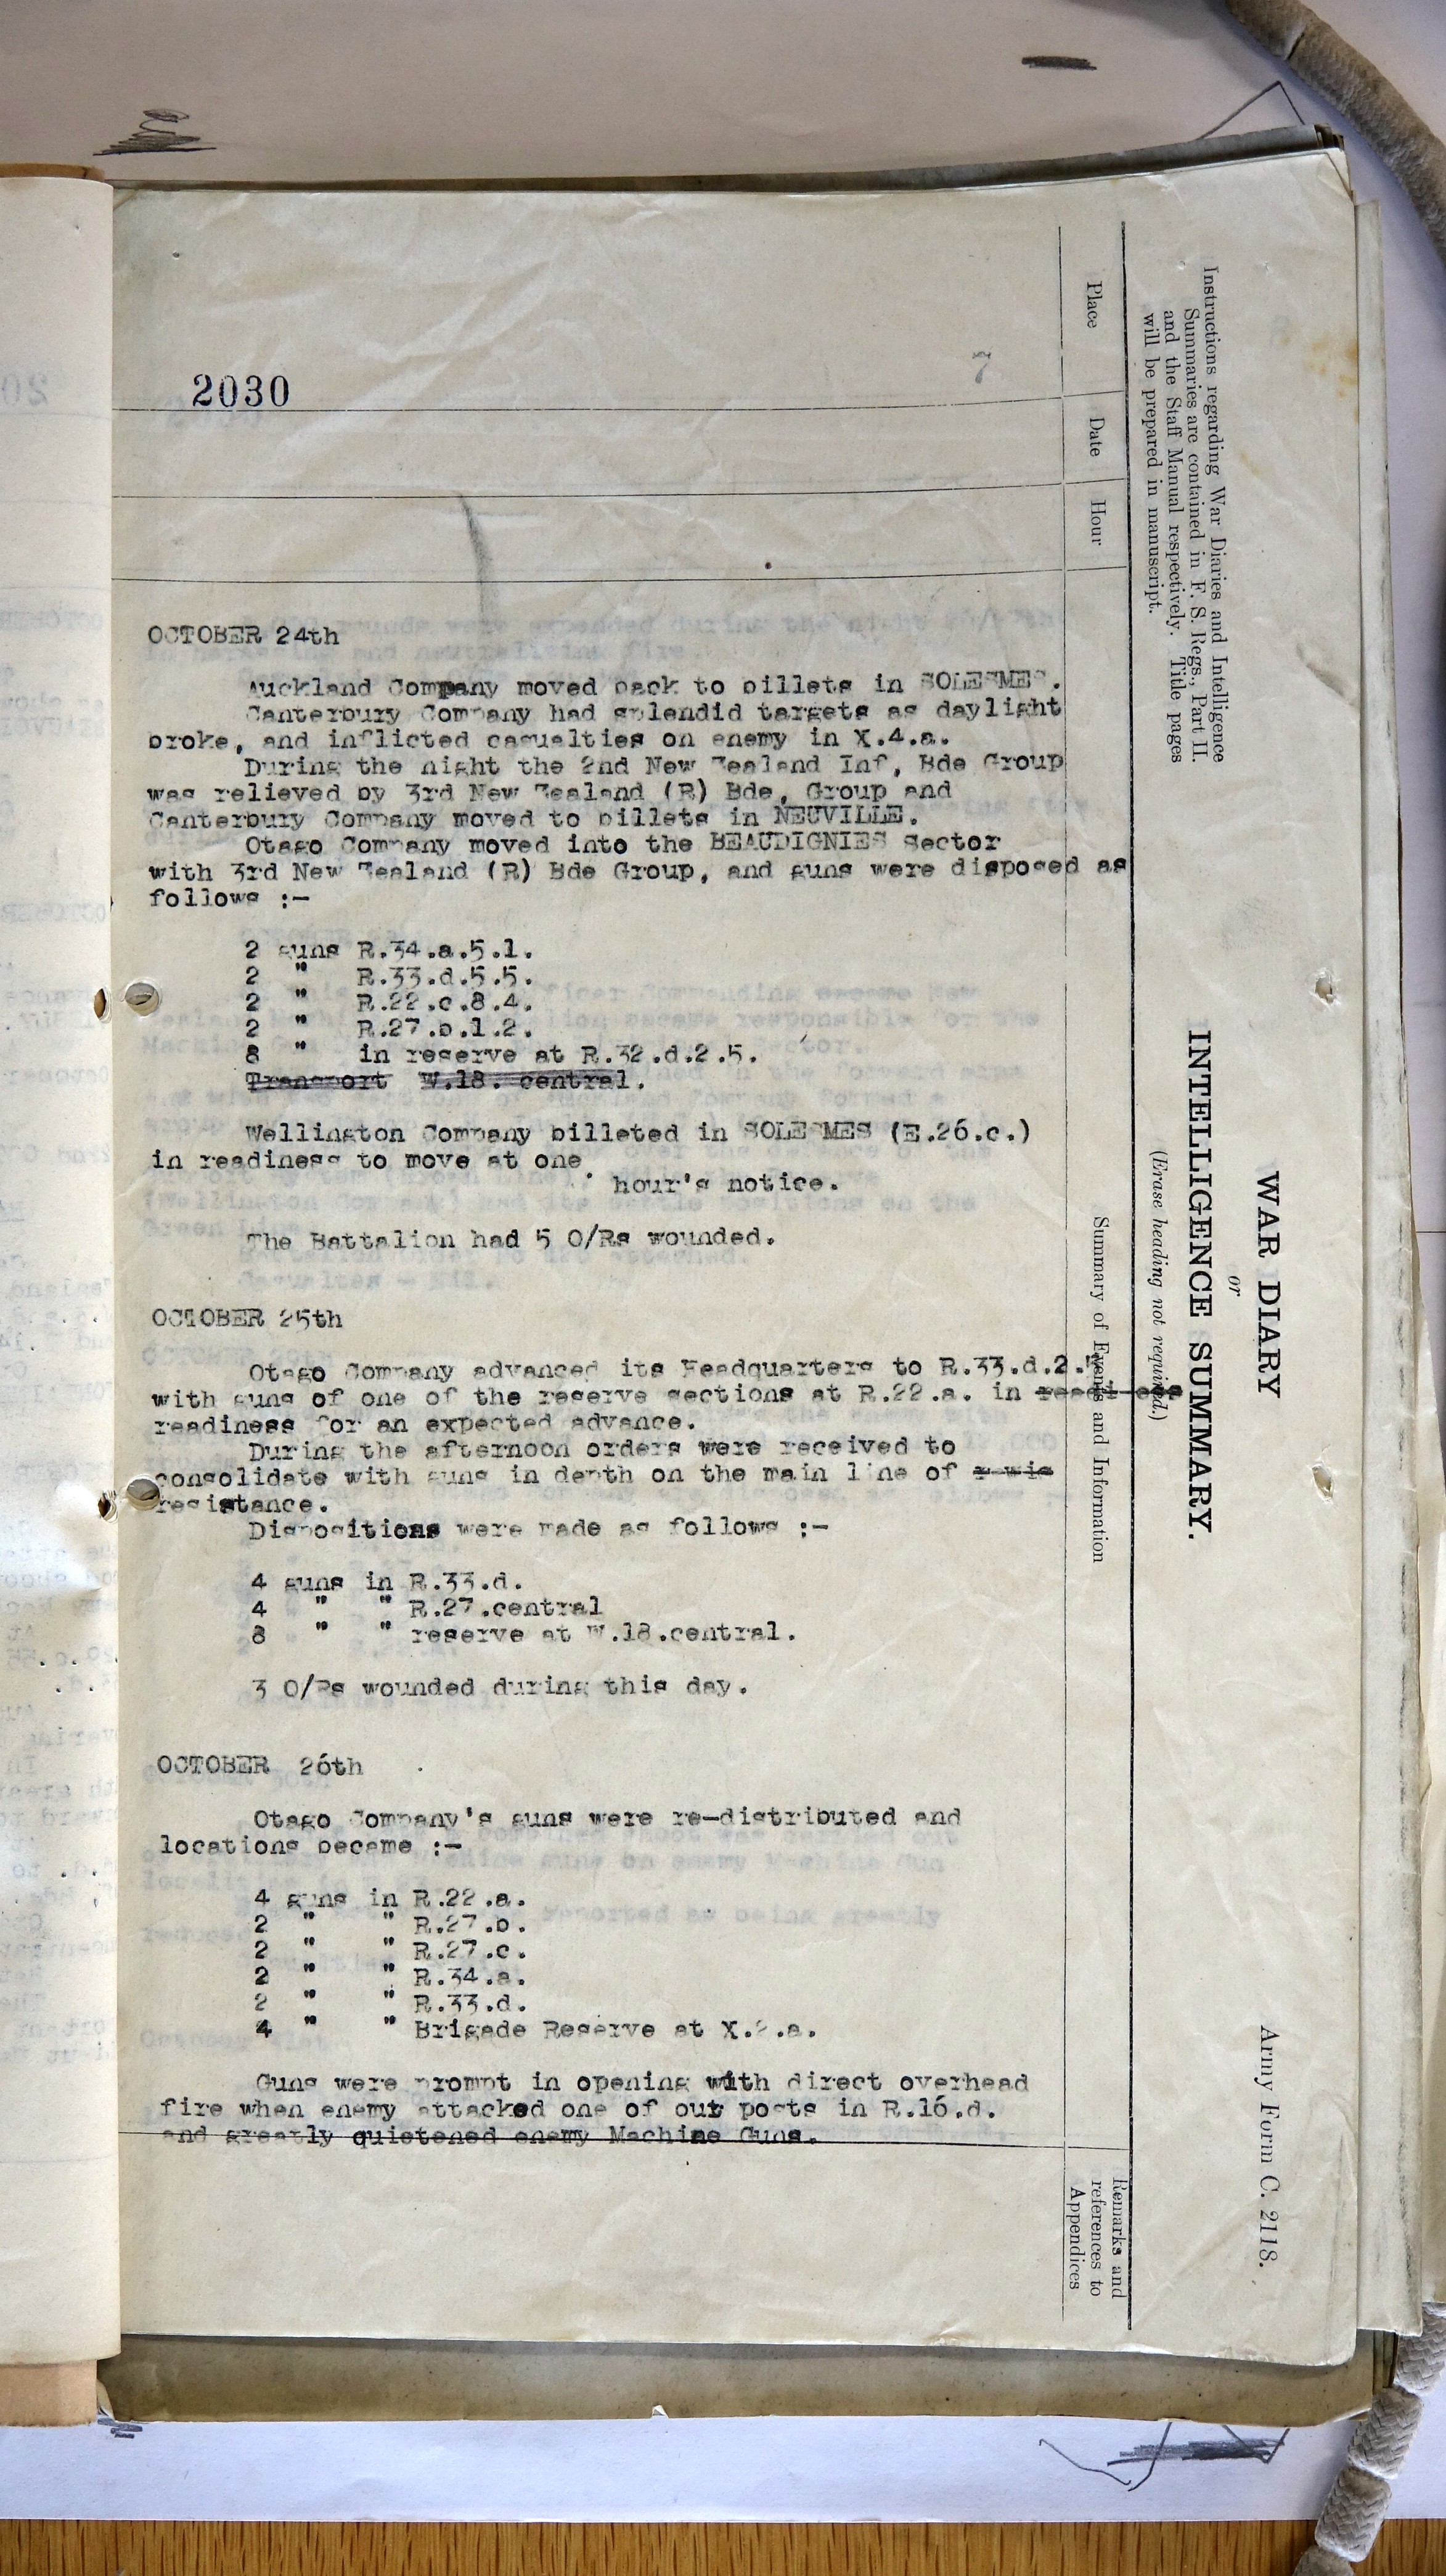 2030
7
Place
Date
Hour
Summary of Events and Information
Remarks and
references to
Appendices
Instructions regarding War Diaries and Intelligence
Summaries are contained in F. S. Regs., Part II.
and the Staff Manual respectively. Title pages
will be prepared in manuscript.
WAR DIARY
or
INTELLIGENCE SUMMARY.
(Erase heading not required.)
Army Form C. 2118.
OCTOBER 24th
Auckland Company moved back to billets in SOLESMES.
Canterbury Company had splendid targets as daylight
broke, and inflicted casualties on enemy in X.4.a.
During the night the 2nd New Zealand Inf, Bde Group
was relieved by 3rd New Zealand (R) Bde, Group and
Canterbury Company moved to billets in NEUVILLE.
Otago Company moved into the BEAUDIGNIES Sector
with 3rd New Zealand (R) Bde Group, and guns were disposed as
follows :-
2 guns R.34.a.5.1.
2 " R.33.d.5.5.
2 " R.22.c.8.4.
2 " R.27.b.1.2.
8 " in reserve at R.32.d.2.5.
Transport W.18. central.
Wellington Company billeted in SOLESMES (E.26.c.)
in readiness to move at one
hour's notice.
The Battalion had 5 O/Rs wounded.
OCTOBER 25th
Otago Company advanced its Headquarters to R.33.d.2.
with guns of one of the reserve sections at R.22.a. in
readiness for an expected advance.
During the afternoon orders were received to
consolidate with guns in depth on the main line of
resistance.
Dispositions were made as follows :-
4 guns in R.33.d.
4 " " R.27.central
8 " " reserve at W.18.central.
3 O/Rs wounded during this day.
OCTOBER 26th
Otago Company's guns were re-distributed and
locations became :-
4 guns in R.22.a.
2 " " R.27.b.
2 " " R.27.c.
2 " " R.34.a.
2 " " R.33.d.
4 " " Brigade Reserve at X.2.a.
Guns were prompt in opening with direct overhead
fire when enemy attacked one of our posts in R.16.d.
and greatly quietened enemy Machine Guns.